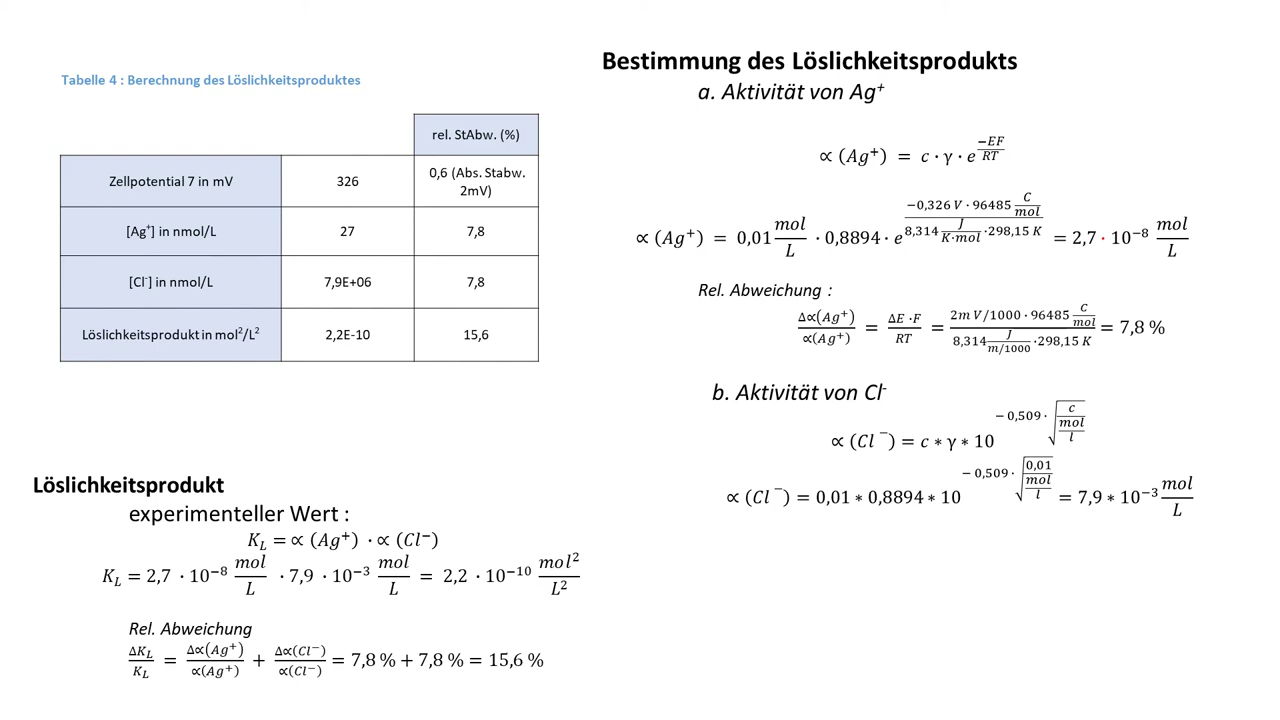 Tabelle 4 : Berechnung des Löslichkeitsproduktes
rel. StAbw. (%)
Zellpotential 7 in mV 326 0,6 (Abs. Stabw. 2mV)
[Ag⁺] in nmol/L 27 7,8
[Cl⁻] in nmol/L 7,9E+06 7,8
Löslichkeitsprodukt in mol²/L² 2,2E-10 15,6
Löslichkeitsprodukt
experimenteller Wert :
K_L = ∝ (Ag⁺) · ∝ (Cl⁻)
K_L = 2,7 · 10⁻⁸ mol/L · 7,9 · 10⁻³ mol/L = 2,2 · 10⁻¹⁰ mol²/L²
Rel. Abweichung
ΔK_L/K_L = Δ∝(Ag⁺)/∝(Ag⁺) + Δ∝(Cl⁻)/∝(Cl⁻) = 7,8 % + 7,8 % = 15,6 %
Bestimmung des Löslichkeitsprodukts
a. Aktivität von Ag⁺
∝ (Ag⁺) = c · γ · e^(−EF/RT)
∝ (Ag⁺) = 0,01 mol/L · 0,8894 · e^((−0,326 V · 96485 C/mol)/(8,314 J/(K·mol) · 298,15 K)) = 2,7 · 10⁻⁸ mol/L
Rel. Abweichung :
Δ∝(Ag⁺)/∝(Ag⁺) = ΔE · F/RT = (2m V/1000 · 96485 C/mol)/(8,314 J/(m/1000) · 298,15 K) = 7,8 %
b. Aktivität von Cl⁻
∝ (Cl ⁻) = c ∗ γ ∗ 10^(− 0,509 · √(c/(mol/l)))
∝ (Cl ⁻) = 0,01 ∗ 0,8894 ∗ 10^(− 0,509 · √(0,01/(mol/l))) = 7,9 ∗ 10⁻³ mol/L